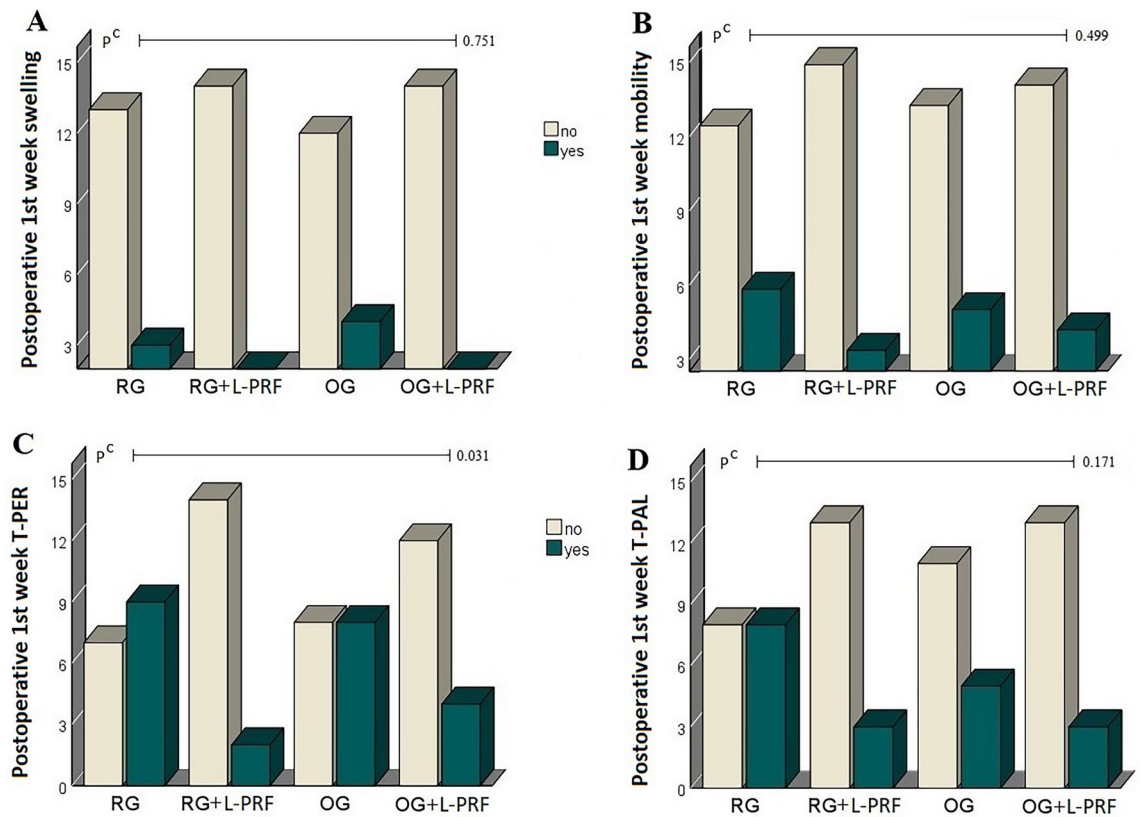 A
P C 0.751
Postoperative 1st week swelling
15
12
9
6
3
RG RG+L-PRF OG OG+L-PRF
no
yes
B
P C 0.499
Postoperative 1st week mobility
15
12
9
6
3
RG RG+L-PRF OG OG+L-PRF
C
P C 0.031
Postoperative 1st week T-PER
15
12
9
6
3
0
RG RG+L-PRF OG OG+L-PRF
no
yes
D
P C 0.171
Postoperative 1st week T-PAL
15
12
9
6
3
0
RG RG+L-PRF OG OG+L-PRF